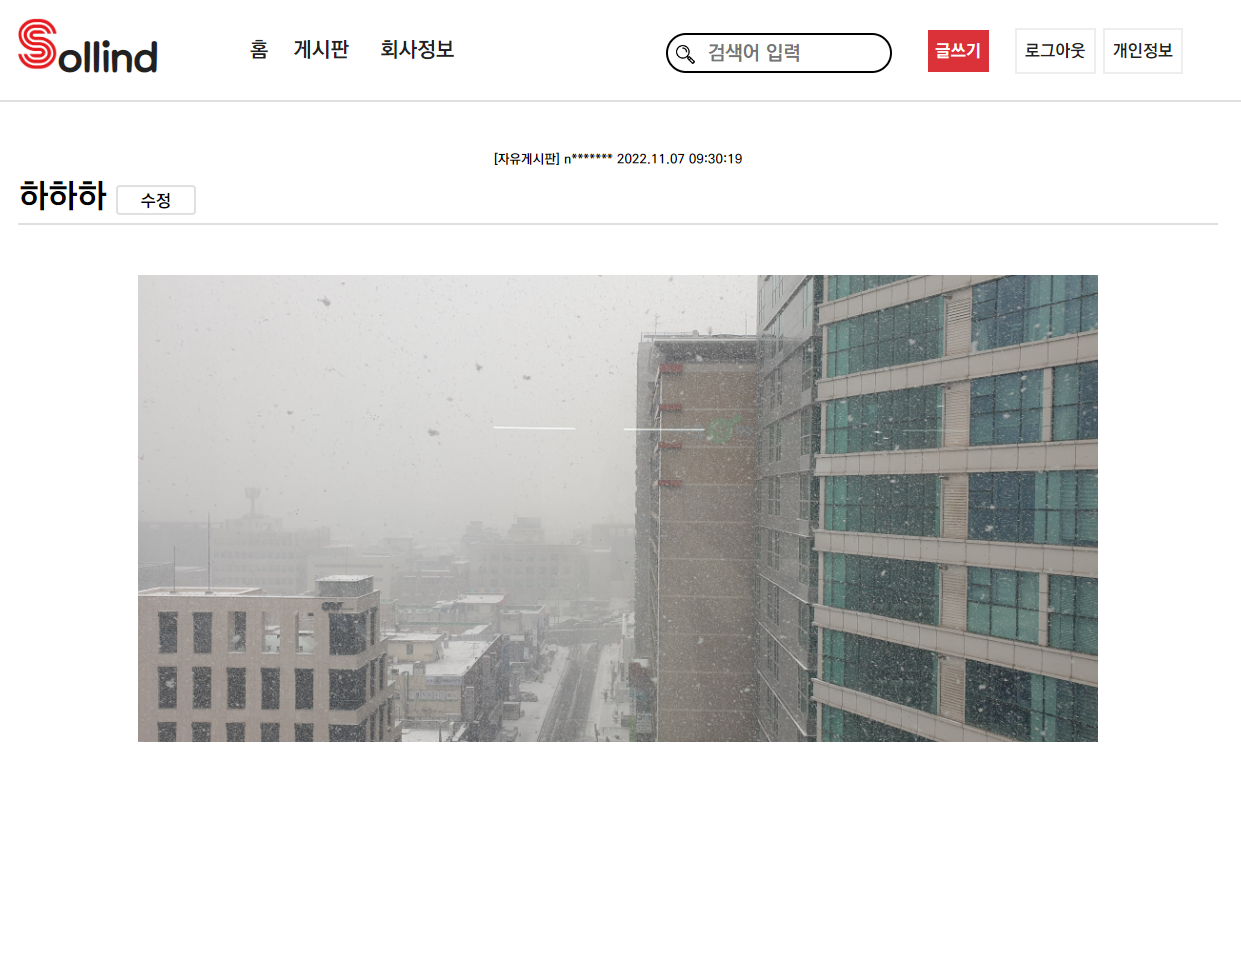 Sollind
홈 게시판 회사정보
검색어 입력
글쓰기
로그아웃
개인정보
[자유게시판] n******* 2022.11.07 09:30:19
하하하
수정